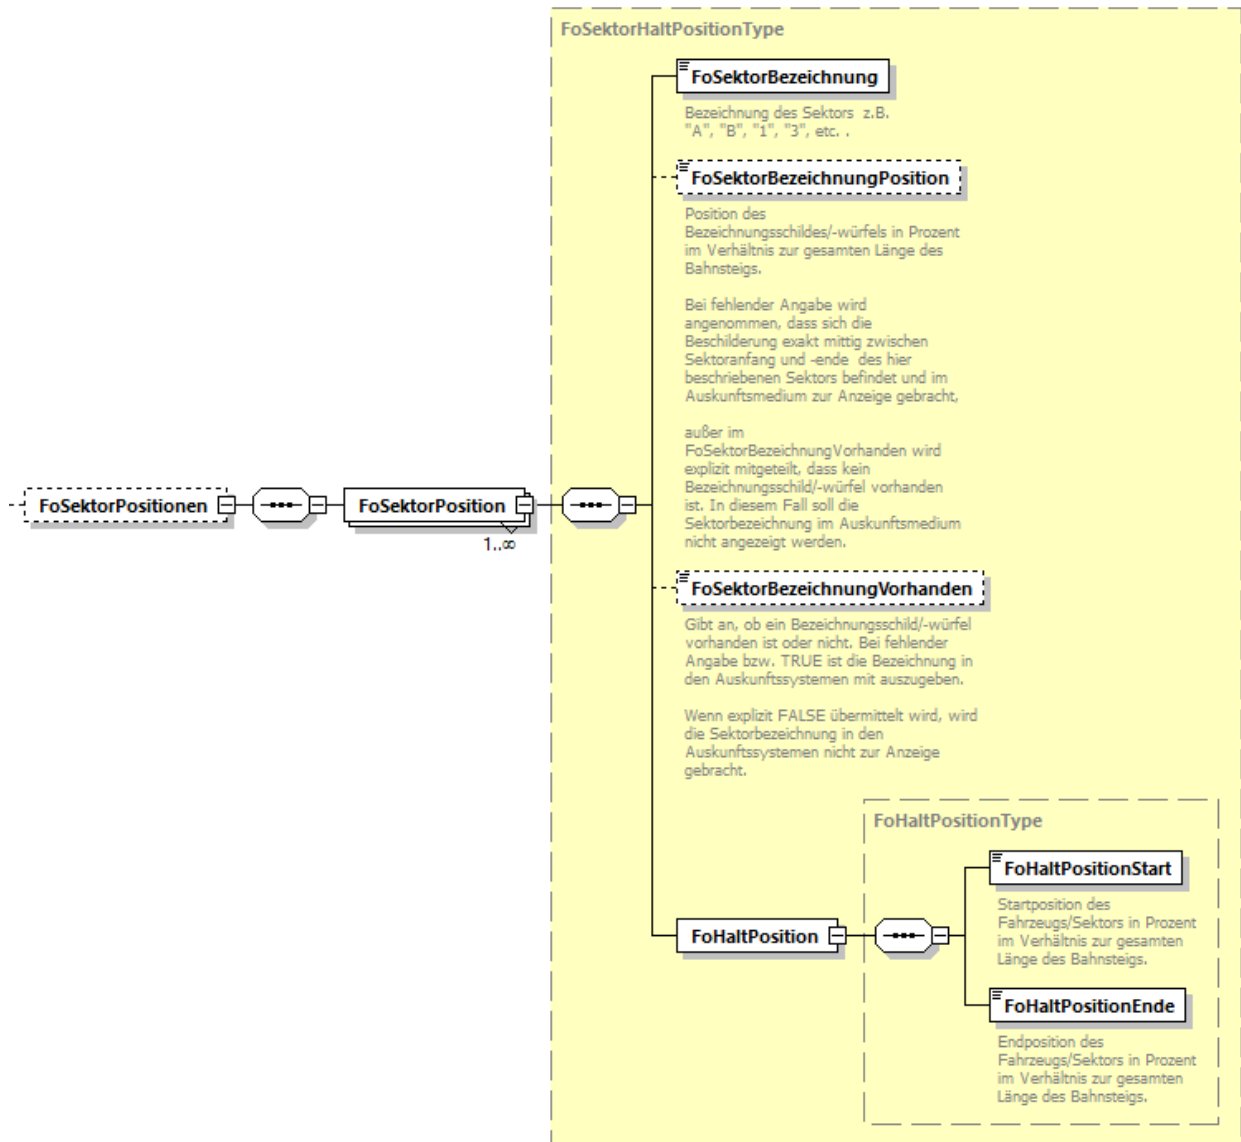 FoSektorHaltPositionType
FoSektorBezeichnung
Bezeichnung des Sektors  z.B.
"A", "B", "1", "3", etc. .
FoSektorBezeichnungPosition
Position des
Bezeichnungsschildes/-würfels in Prozent
im Verhältnis zur gesamten Länge des
Bahnsteigs.
Bei fehlender Angabe wird
angenommen, dass sich die
Beschilderung exakt mittig zwischen
Sektoranfang und -ende  des hier
beschriebenen Sektors befindet und im
Auskunftsmedium zur Anzeige gebracht,
außer im
FoSektorBezeichnungVorhanden wird
explizit mitgeteilt, dass kein
Bezeichnungsschild/-würfel vorhanden
ist. In diesem Fall soll die
Sektorbezeichnung im Auskunftsmedium
nicht angezeigt werden.
FoSektorPositionen
FoSektorPosition
1..∞
FoSektorBezeichnungVorhanden
Gibt an, ob ein Bezeichnungsschild/-würfel
vorhanden ist oder nicht. Bei fehlender
Angabe bzw. TRUE ist die Bezeichnung in
den Auskunftssystemen mit auszugeben.
Wenn explizit FALSE übermittelt wird, wird
die Sektorbezeichnung in den
Auskunftssystemen nicht zur Anzeige
gebracht.
FoHaltPositionType
FoHaltPosition
FoHaltPositionStart
Startposition des
Fahrzeugs/Sektors in Prozent
im Verhältnis zur gesamten
Länge des Bahnsteigs.
FoHaltPositionEnde
Endposition des
Fahrzeugs/Sektors in Prozent
im Verhältnis zur gesamten
Länge des Bahnsteigs.